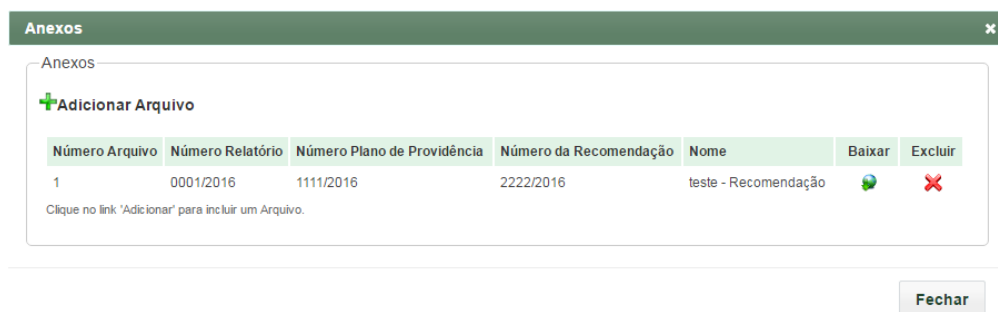 Anexos
Anexos
Adicionar Arquivo
Número Arquivo Número Relatório Número Plano de Providência Número da Recomendação Nome Baixar Excluir
1 0001/2016 1111/2016 2222/2016 teste - Recomendação
Clique no link 'Adicionar' para incluir um Arquivo.
Fechar